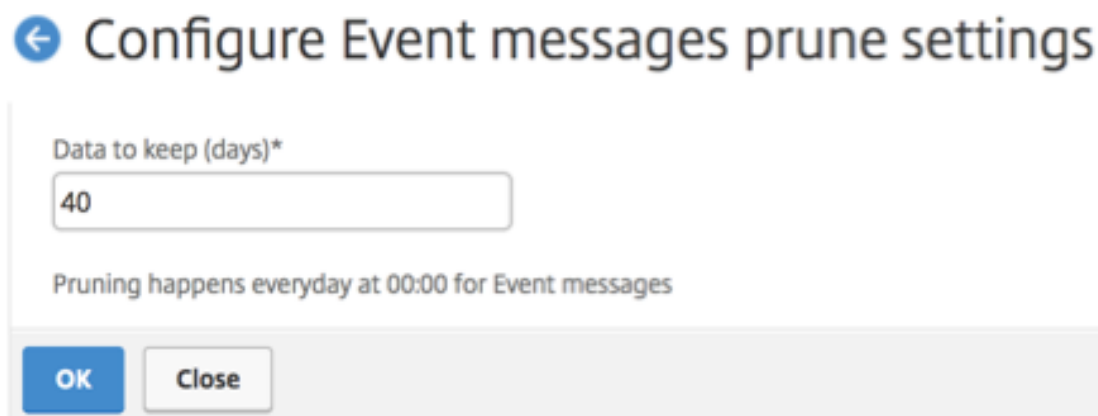 Configure Event messages prune settings
Data to keep (days)*
40
Pruning happens everyday at 00:00 for Event messages
OK Close